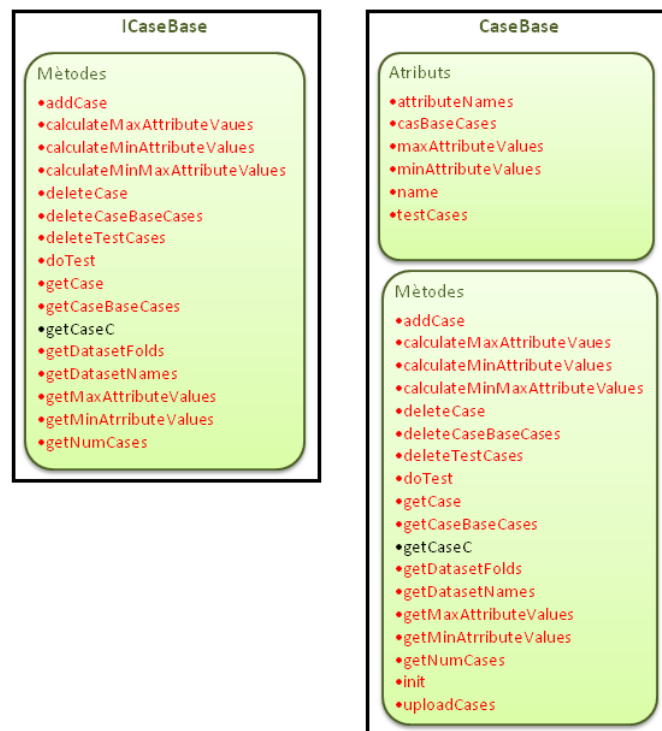 ICaseBase
Mètodes
•addCase
•calculateMaxAttributeVaues
•calculateMinAttributeValues
•calculateMinMaxAttributeValues
•deleteCase
•deleteCaseBaseCases
•deleteTestCases
•doTest
•getCase
•getCaseBaseCases
•getCaseC
•getDatasetFolds
•getDatasetNames
•getMaxAttributeValues
•getMinAtrributeValues
•getNumCases
CaseBase
Atributs
•attributeNames
•casBaseCases
•maxAttributeValues
•minAttributeValues
•name
•testCases
Mètodes
•addCase
•calculateMaxAttributeVaues
•calculateMinAttributeValues
•calculateMinMaxAttributeValues
•deleteCase
•deleteCaseBaseCases
•deleteTestCases
•doTest
•getCase
•getCaseBaseCases
•getCaseC
•getDatasetFolds
•getDatasetNames
•getMaxAttributeValues
•getMinAtrributeValues
•getNumCases
•init
•uploadCases